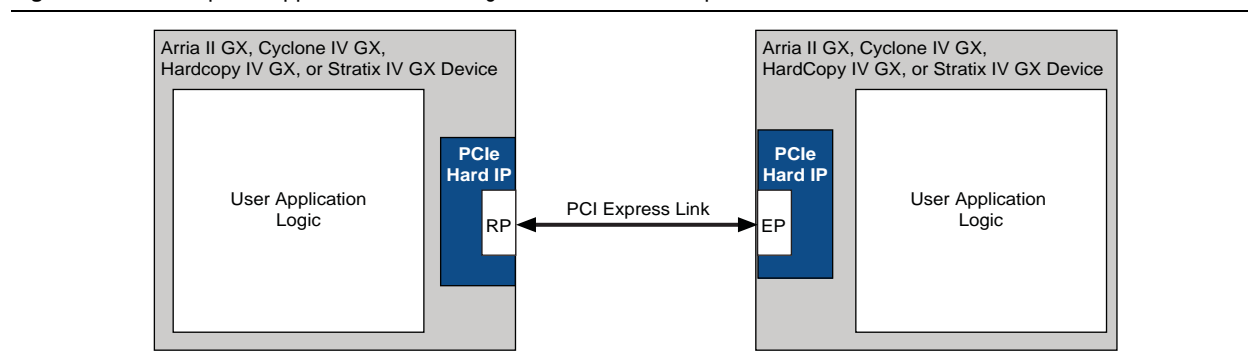 Arria II GX, Cyclone IV GX,
Hardcopy IV GX, or Stratix IV GX Device
Arria II GX, Cyclone IV GX,
HardCopy IV GX, or Stratix IV GX Device
User Application
Logic
PCIe
Hard IP
RP
PCI Express Link
PCIe
Hard IP
EP
User Application
Logic